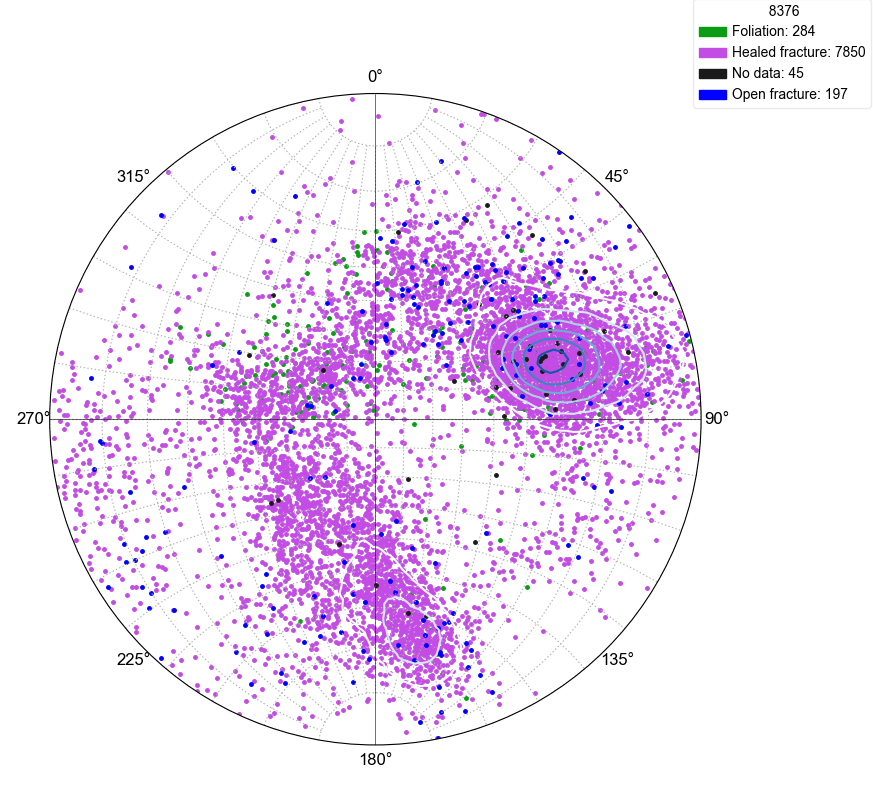 8376
Foliation: 284
Healed fracture: 7850
No data: 45
Open fracture: 197
0°
315°
45°
270°
90°
225°
135°
180°